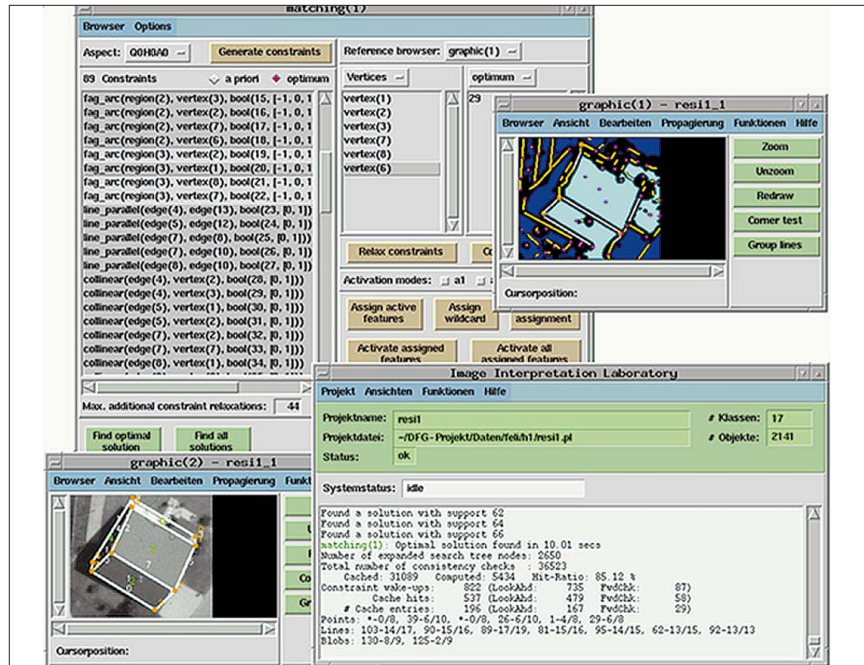 matching(1)
Browser Options
Aspect: Q0H0A0 Generate constraints
Reference browser: graphic(1)
89 Constraints a priori optimum
Vertices optimum
fag_arc(region(2), vertex(3), bool(15, [-1, 0, 1
fag_arc(region(2), vertex(2), bool(16, [-1, 0, 1
fag_arc(region(2), vertex(7), bool(17, [-1, 0, 1
fag_arc(region(2), vertex(6), bool(18, [-1, 0, 1
fag_arc(region(3), vertex(2), bool(19, [-1, 0, 1
fag_arc(region(3), vertex(1), bool(20, [-1, 0, 1
fag_arc(region(3), vertex(8), bool(21, [-1, 0, 1
fag_arc(region(3), vertex(7), bool(22, [-1, 0, 1
line_parallel(edge(4), edge(13), bool(23, [0, 1])
line_parallel(edge(5), edge(12), bool(24, [0, 1])
line_parallel(edge(7), edge(8), bool(25, [0, 1])
line_parallel(edge(7), edge(10), bool(26, [0, 1])
line_parallel(edge(8), edge(10), bool(27, [0, 1])
collinear(edge(4), vertex(2), bool(28, [0, 1]))
collinear(edge(4), vertex(3), bool(29, [0, 1]))
collinear(edge(5), vertex(1), bool(30, [0, 1]))
collinear(edge(5), vertex(2), bool(31, [0, 1]))
collinear(edge(7), vertex(2), bool(32, [0, 1]))
collinear(edge(7), vertex(7), bool(33, [0, 1]))
collinear(edge(8), vertex(1), bool(34, [0, 1]))
Max. additional constraint relaxations: 44
Find optimal solution
Find all solutions
vertex(1)
vertex(2)
vertex(3)
vertex(7)
vertex(8)
vertex(6)
29
Relax constraints Co
Activation modes: a1
Assign active features
Assign wildcard
assignment
Activate assigned features
Activate all assigned features
graphic(1) - resi1_1
Browser Ansicht Bearbeiten Propagierung Funktionen Hilfe
Zoom
Unzoom
Redraw
Corner test
Group lines
Cursorposition:
graphic(2) - resi1_1
Browser Ansicht Bearbeiten Propagierung Funkt
U
Co
Gr
Cursorposition:
Image Interpretation Laboratory
Projekt Ansichten Funktionen Hilfe
Projektname: resi1 # Klassen: 17
Projektdatei: ~/DFG-Projekt/Daten/feli/h1/resi1.pl # Objekte: 2141
Status: ok
Systemstatus: idle
Found a solution with support 62
Found a solution with support 64
Found a solution with support 66
matching(1): Optimal solution found in 10.01 secs
Number of expanded search tree nodes: 2650
Total number of consistency checks : 36523
Cached: 31089 Computed: 5434 Hit-Ratio: 85.12 %
Constraint wake-ups: 822 (LookAhd: 735 FwdChk: 87)
Cache hits: 537 (LookAhd: 479 FwdChk: 58)
# Cache entries: 196 (LookAhd: 167 FwdChk: 29)
Points: *-0/8, 39-6/10, *-0/8, 26-6/10, 1-4/8, 29-6/8
Lines: 103-14/17, 90-15/16, 89-17/19, 81-15/16, 95-14/15, 62-13/15, 92-13/13
Blobs: 130-8/9, 125-2/9